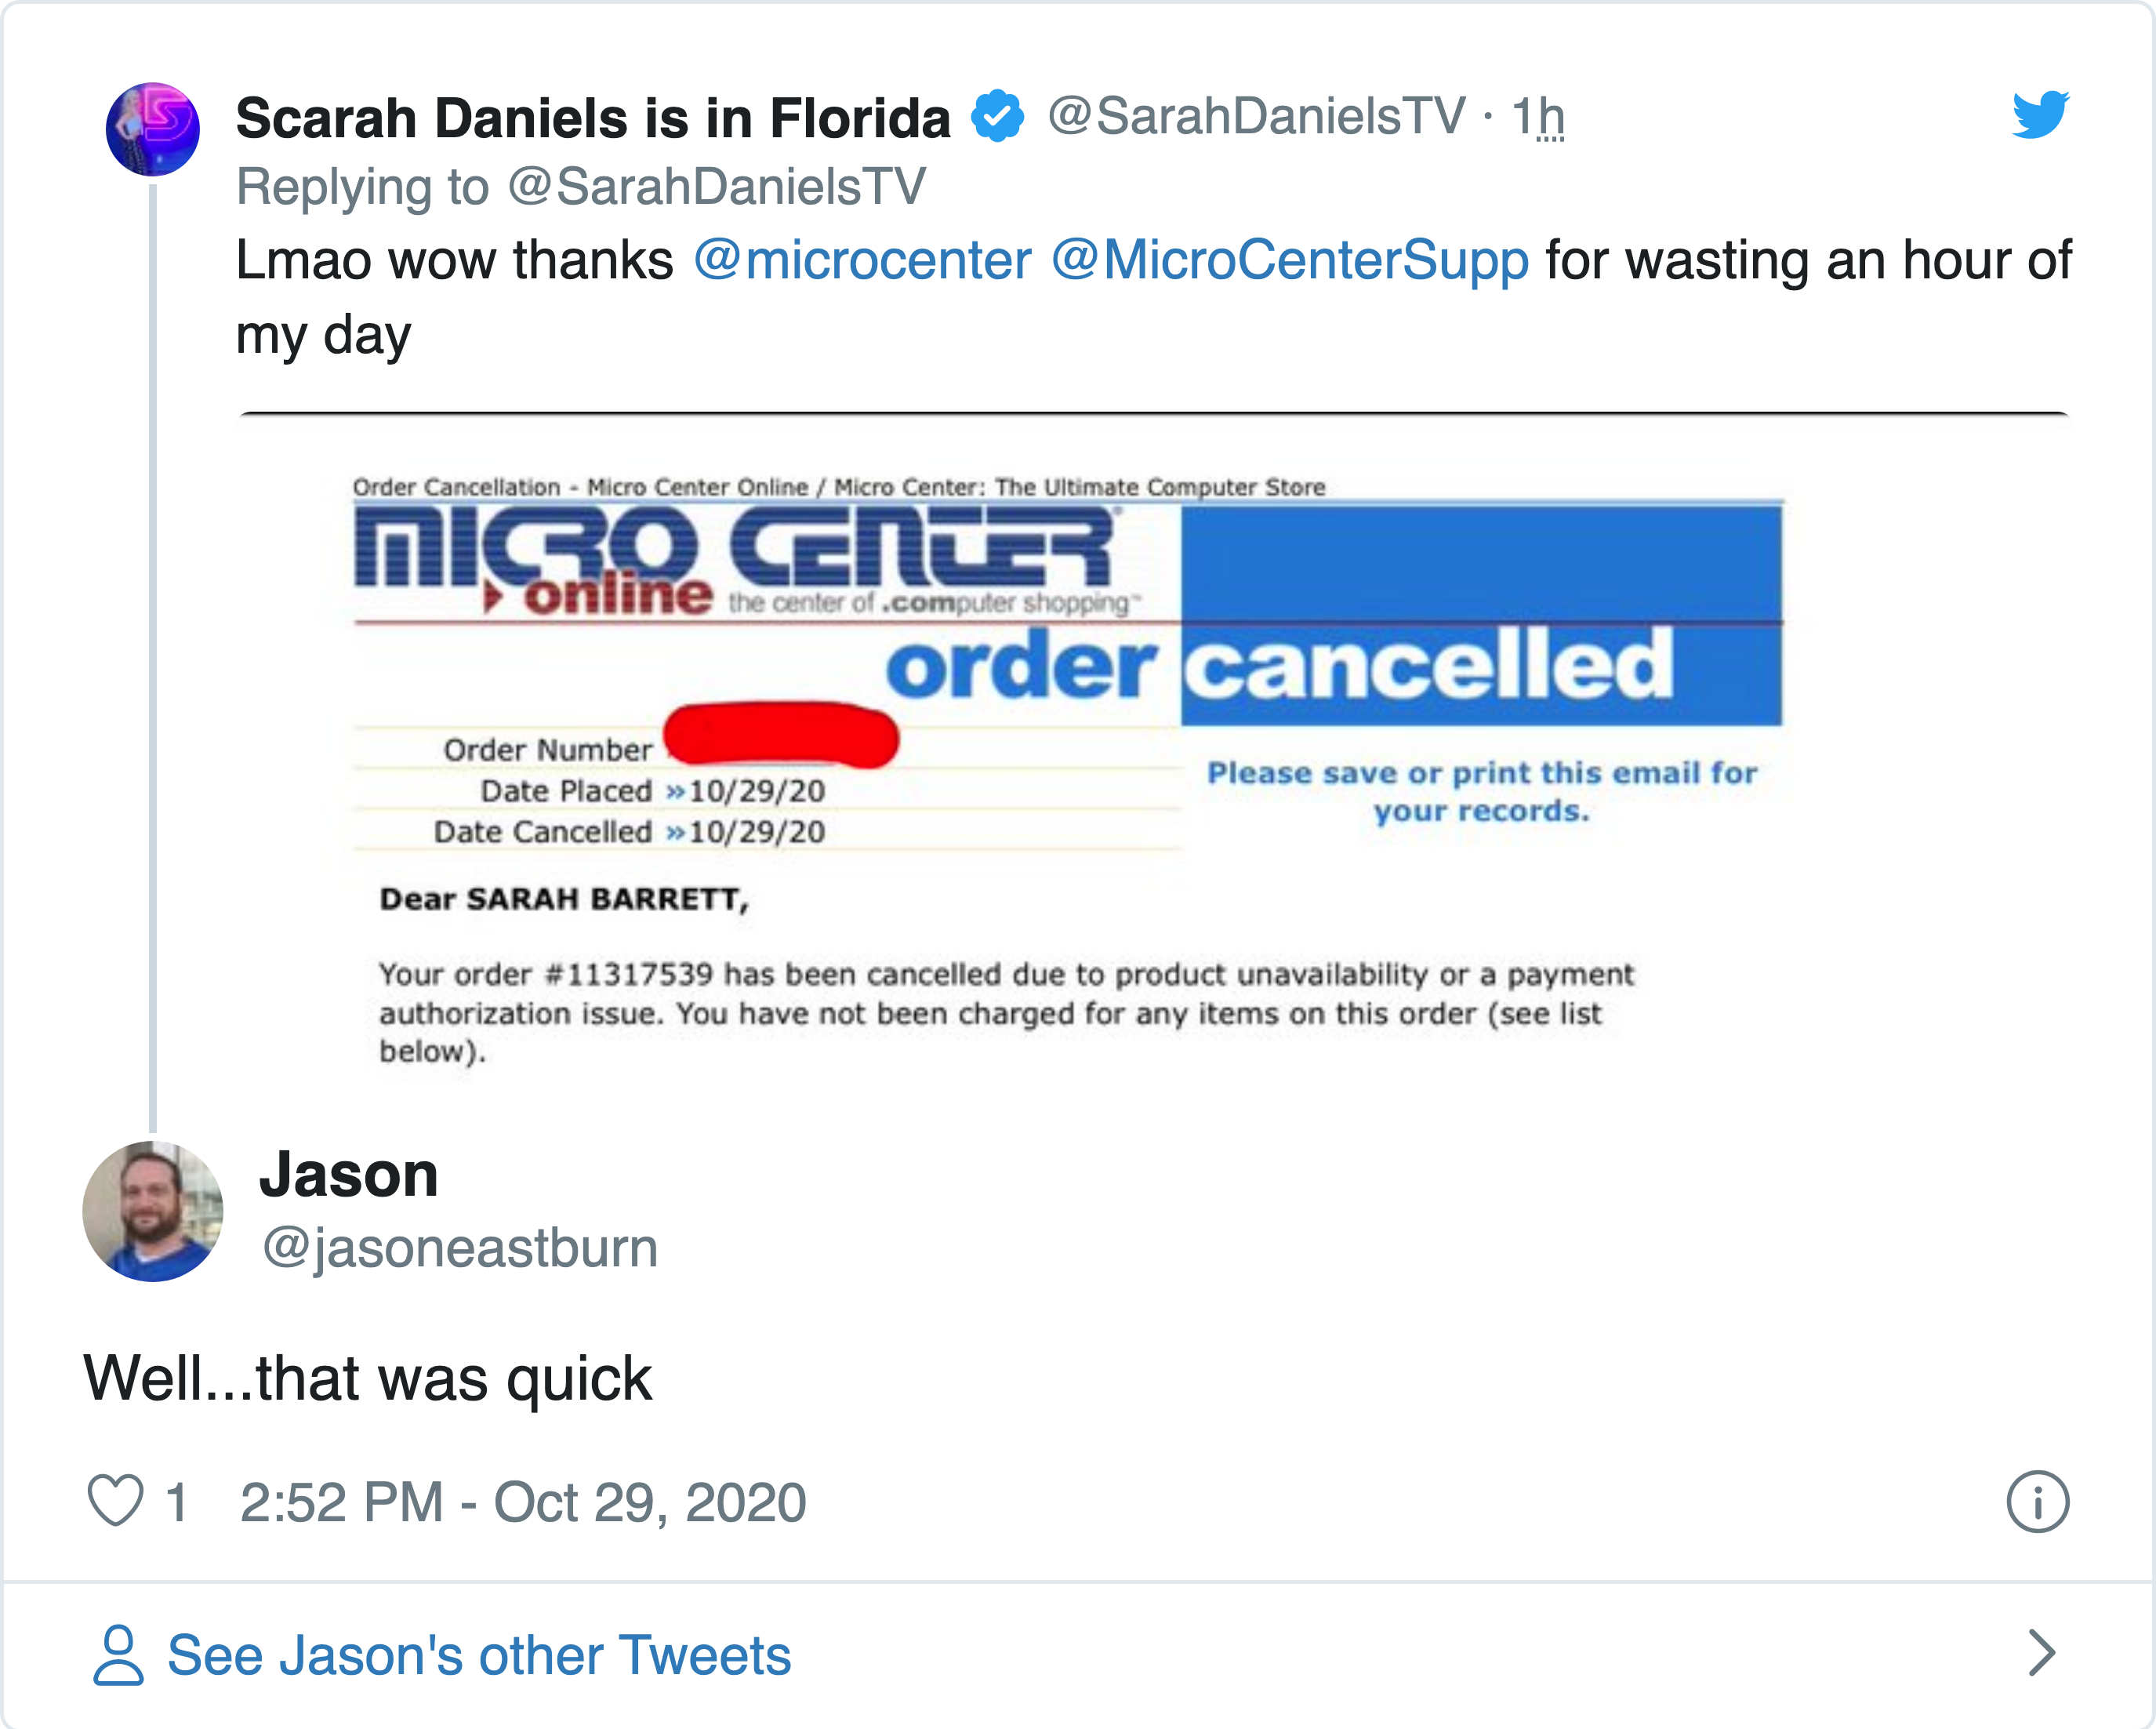 Scarah Daniels is in Florida @SarahDanielsTV · 1h
Replying to @SarahDanielsTV
Lmao wow thanks @microcenter @MicroCenterSupp for wasting an hour of
my day
Order Cancellation - Micro Center Online / Micro Center: The Ultimate Computer Store
MICRO CENTER®
online the center of .computer shopping™
order cancelled
Order Number
Date Placed »10/29/20
Date Cancelled »10/29/20
Please save or print this email for
your records.
Dear SARAH BARRETT,
Your order #11317539 has been cancelled due to product unavailability or a payment
authorization issue. You have not been charged for any items on this order (see list
below).
Jason
@jasoneastburn
Well...that was quick
1 2:52 PM - Oct 29, 2020
See Jason's other Tweets